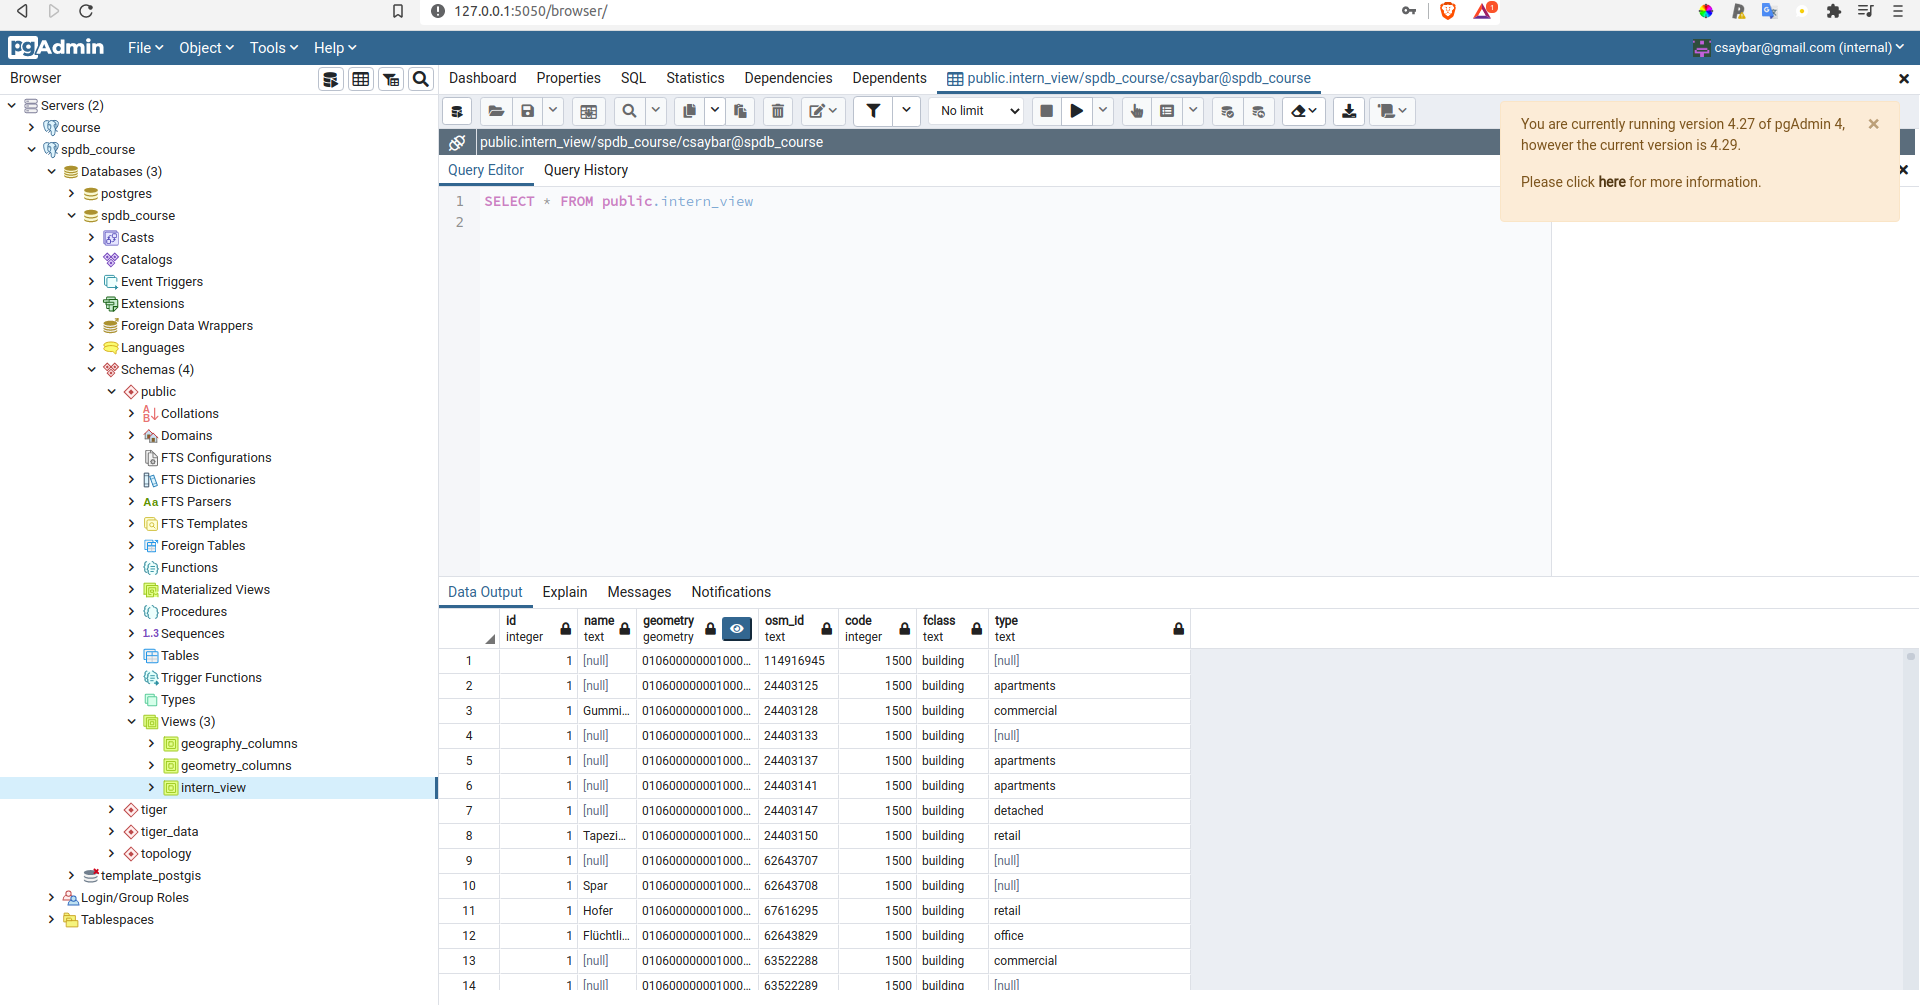 127.0.0.1:5050/browser/
1
pgAdmin
File
Object
Tools
Help
csaybar@gmail.com (internal)
Browser
Dashboard
Properties
SQL
Statistics
Dependencies
Dependents
public.intern_view/spdb_course/csaybar@spdb_course
No limit
public.intern_view/spdb_course/csaybar@spdb_course
You are currently running version 4.27 of pgAdmin 4,
however the current version is 4.29.
Please click here for more information.
Query Editor
Query History
1 SELECT * FROM public.intern_view
2
Servers (2)
course
spdb_course
Databases (3)
postgres
spdb_course
Casts
Catalogs
Event Triggers
Extensions
Foreign Data Wrappers
Languages
Schemas (4)
public
Collations
Domains
FTS Configurations
FTS Dictionaries
Aa FTS Parsers
FTS Templates
Foreign Tables
Functions
Materialized Views
Procedures
1..3 Sequences
Tables
Trigger Functions
Types
Views (3)
geography_columns
geometry_columns
intern_view
tiger
tiger_data
topology
template_postgis
Login/Group Roles
Tablespaces
Data Output
Explain
Messages
Notifications
id name geometry osm_id code fclass type
integer text geometry text integer text text
1 1 [null] 010600000001000... 114916945 1500 building [null]
2 1 [null] 010600000001000... 24403125 1500 building apartments
3 1 Gummi... 010600000001000... 24403128 1500 building commercial
4 1 [null] 010600000001000... 24403133 1500 building [null]
5 1 [null] 010600000001000... 24403137 1500 building apartments
6 1 [null] 010600000001000... 24403141 1500 building apartments
7 1 [null] 010600000001000... 24403147 1500 building detached
8 1 Tapezi... 010600000001000... 24403150 1500 building retail
9 1 [null] 010600000001000... 62643707 1500 building [null]
10 1 Spar 010600000001000... 62643708 1500 building [null]
11 1 Hofer 010600000001000... 67616295 1500 building retail
12 1 Flüchtli... 010600000001000... 62643829 1500 building office
13 1 [null] 010600000001000... 63522288 1500 building commercial
14 1 [null] 010600000001000... 63522289 1500 building [null]